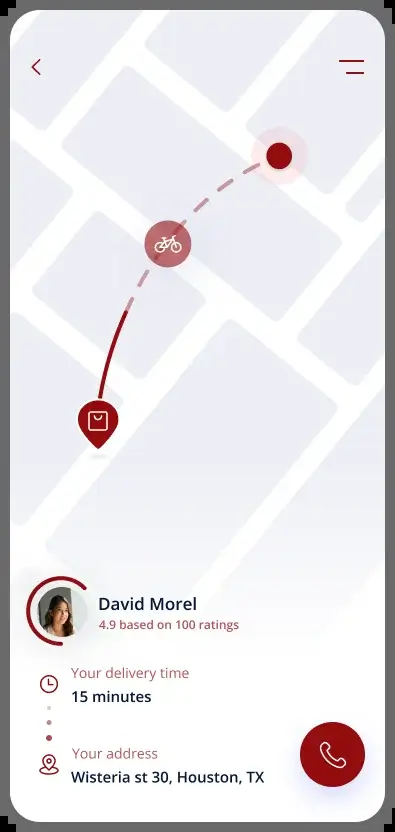 David Morel
4.9 based on 100 ratings
Your delivery time
15 minutes
Your address
Wisteria st 30, Houston, TX